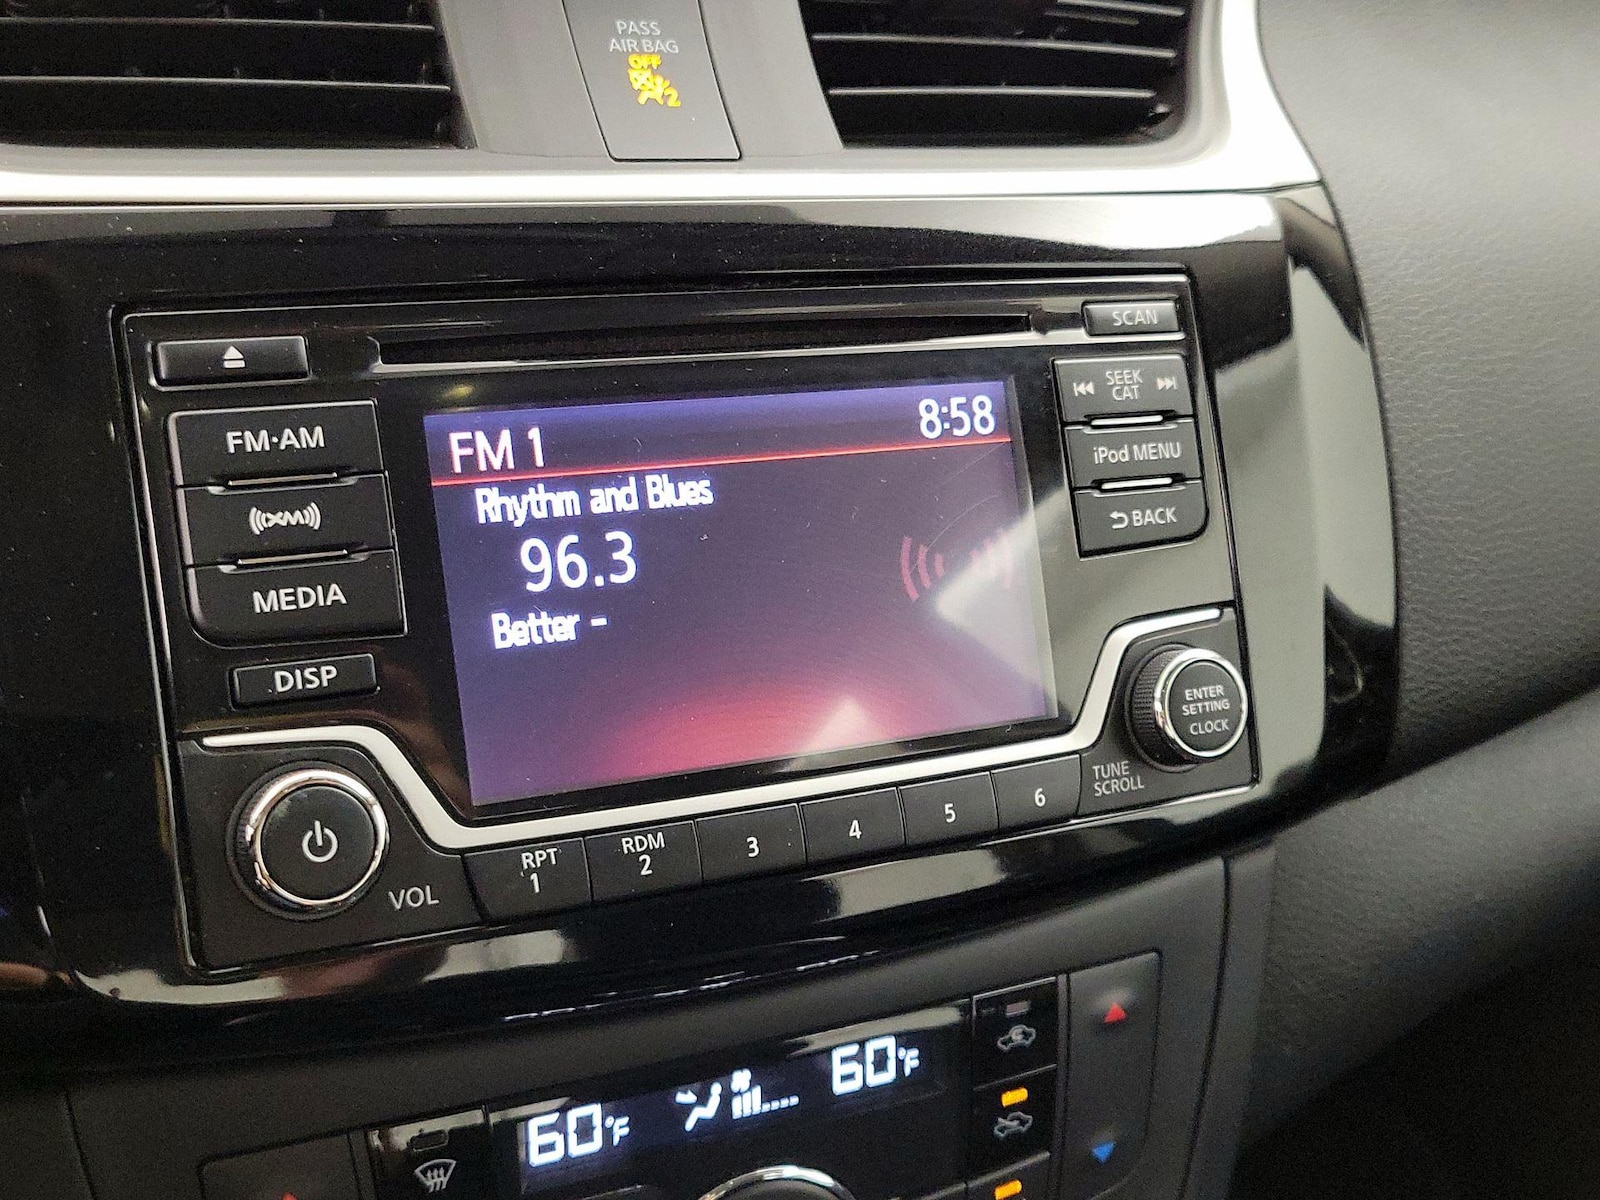 PASS
AIR BAG
OFF
2
SCAN
SEEK
CAT
FM·AM
FM 1
8:58
iPod MENU
Rhythm and Blues
((XM))
BACK
96.3
MEDIA
Better -
DISP
ENTER
SETTING
CLOCK
TUNE
SCROLL
VOL
RPT
1
RDM
2
3
4
5
6
60°F
60°F